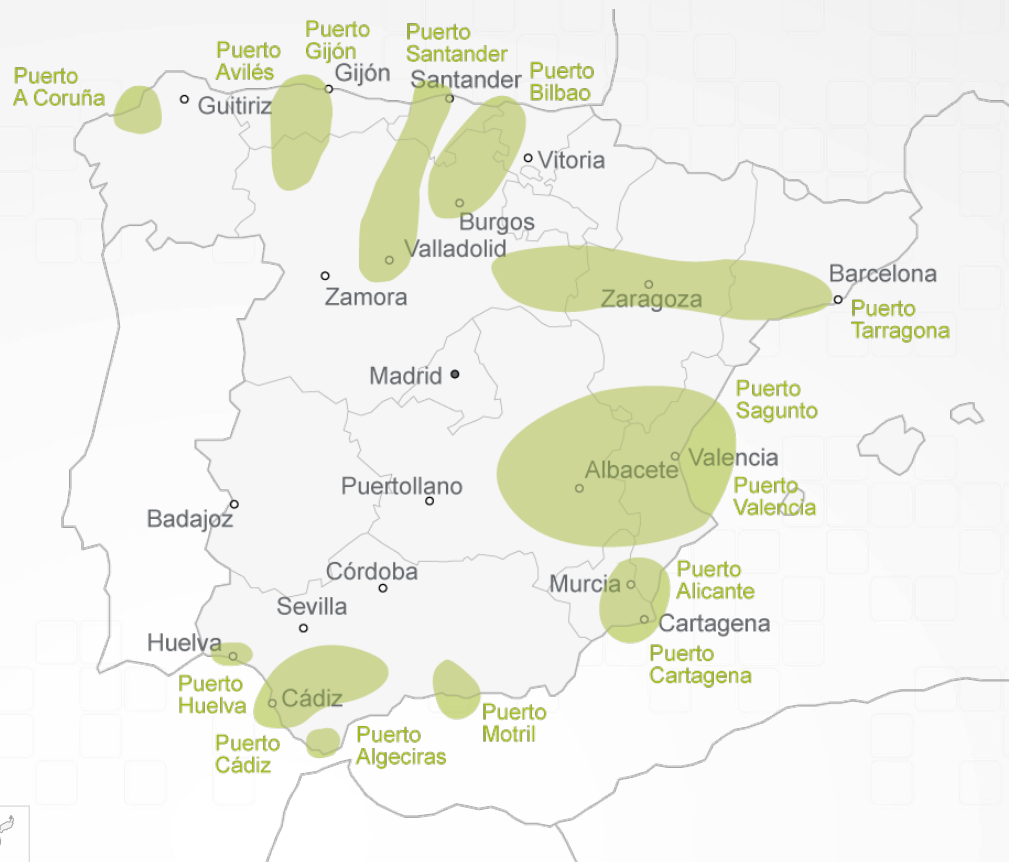 Puerto
Gijón
Puerto
Santander
Puerto
Avilés
Gijón
Santander
Puerto
Bilbao
Puerto
A Coruña
Guitiriz
Vitoria
Burgos
Valladolid
Zamora
Zaragoza
Barcelona
Puerto
Tarragona
Madrid
Puerto
Sagunto
Albacete
Valencia
Puerto
Valencia
Puertollano
Badajoz
Córdoba
Murcia
Puerto
Alicante
Sevilla
Cartagena
Huelva
Puerto
Cartagena
Puerto
Huelva
Cádiz
Puerto
Motril
Puerto
Cádiz
Puerto
Algeciras